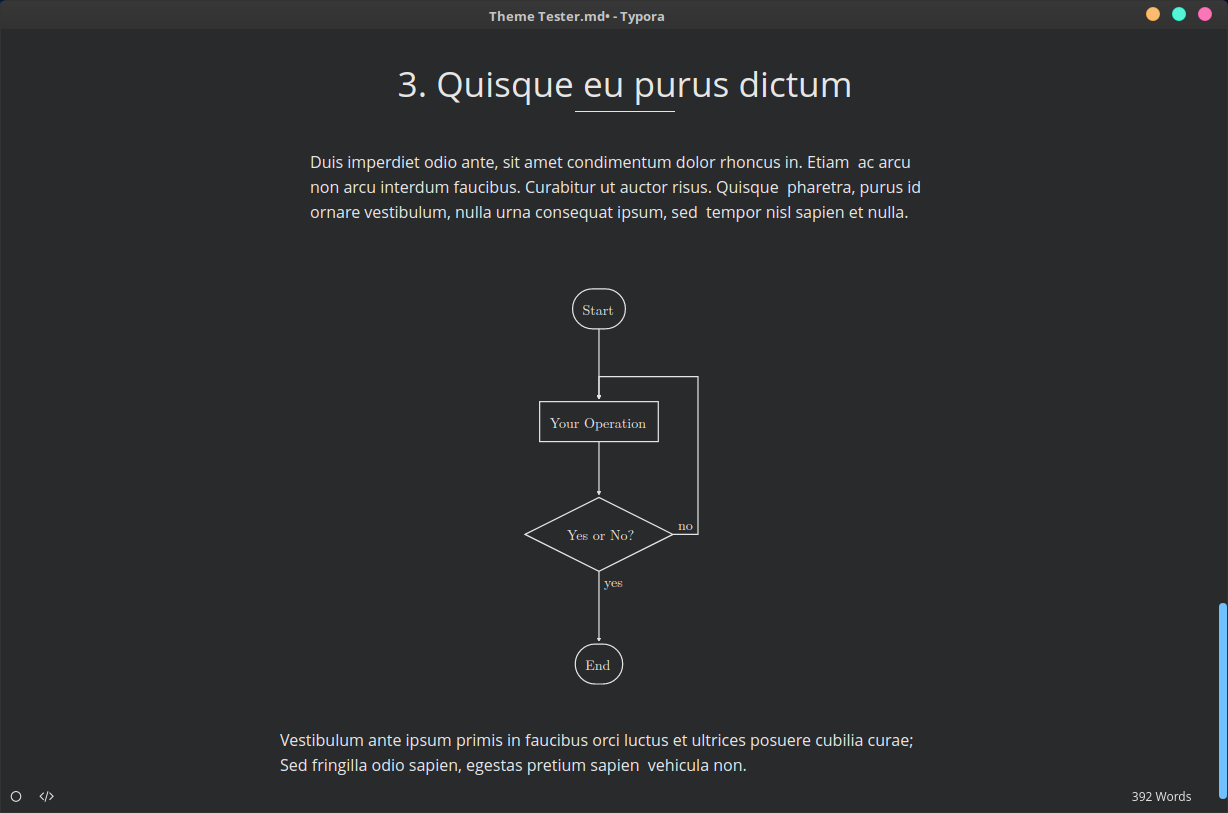 Theme Tester.md• - Typora
3. Quisque eu purus dictum
Duis imperdiet odio ante, sit amet condimentum dolor rhoncus in. Etiam  ac arcu
non arcu interdum faucibus. Curabitur ut auctor risus. Quisque  pharetra, purus id
ornare vestibulum, nulla urna consequat ipsum, sed  tempor nisl sapien et nulla.
Start
Your Operation
Yes or No?
no
yes
End
Vestibulum ante ipsum primis in faucibus orci luctus et ultrices posuere cubilia curae;
Sed fringilla odio sapien, egestas pretium sapien  vehicula non.
</> 392 Words